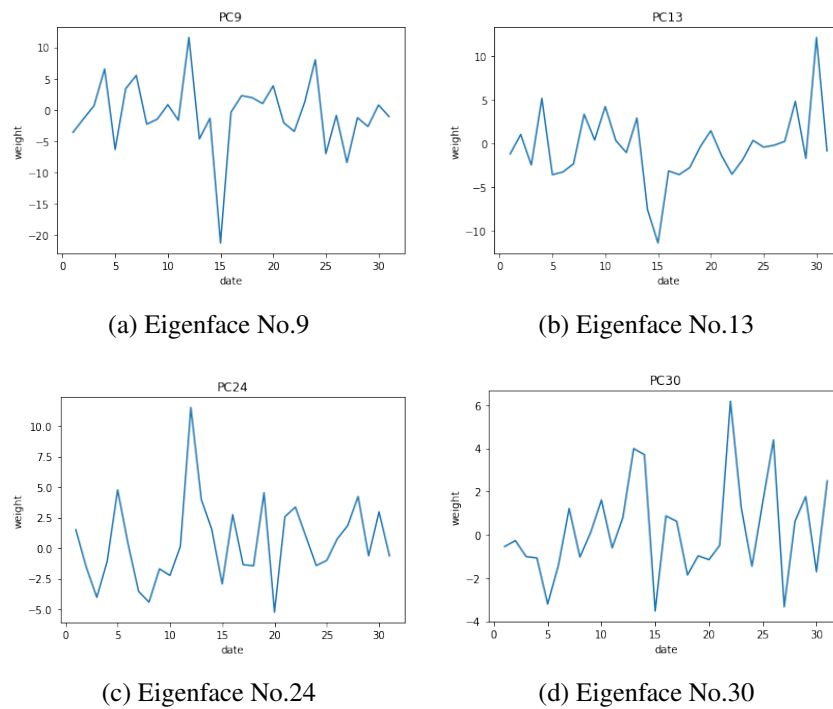 PC9
10
5
0
−5
−10
−15
−20
weight
0 5 10 15 20 25 30
date
(a) Eigenface No.9
PC13
10
5
0
−5
−10
weight
0 5 10 15 20 25 30
date
(b) Eigenface No.13
PC24
10.0
7.5
5.0
2.5
0.0
−2.5
−5.0
weight
0 5 10 15 20 25 30
date
(c) Eigenface No.24
PC30
6
4
2
0
−2
−4
weight
0 5 10 15 20 25 30
date
(d) Eigenface No.30